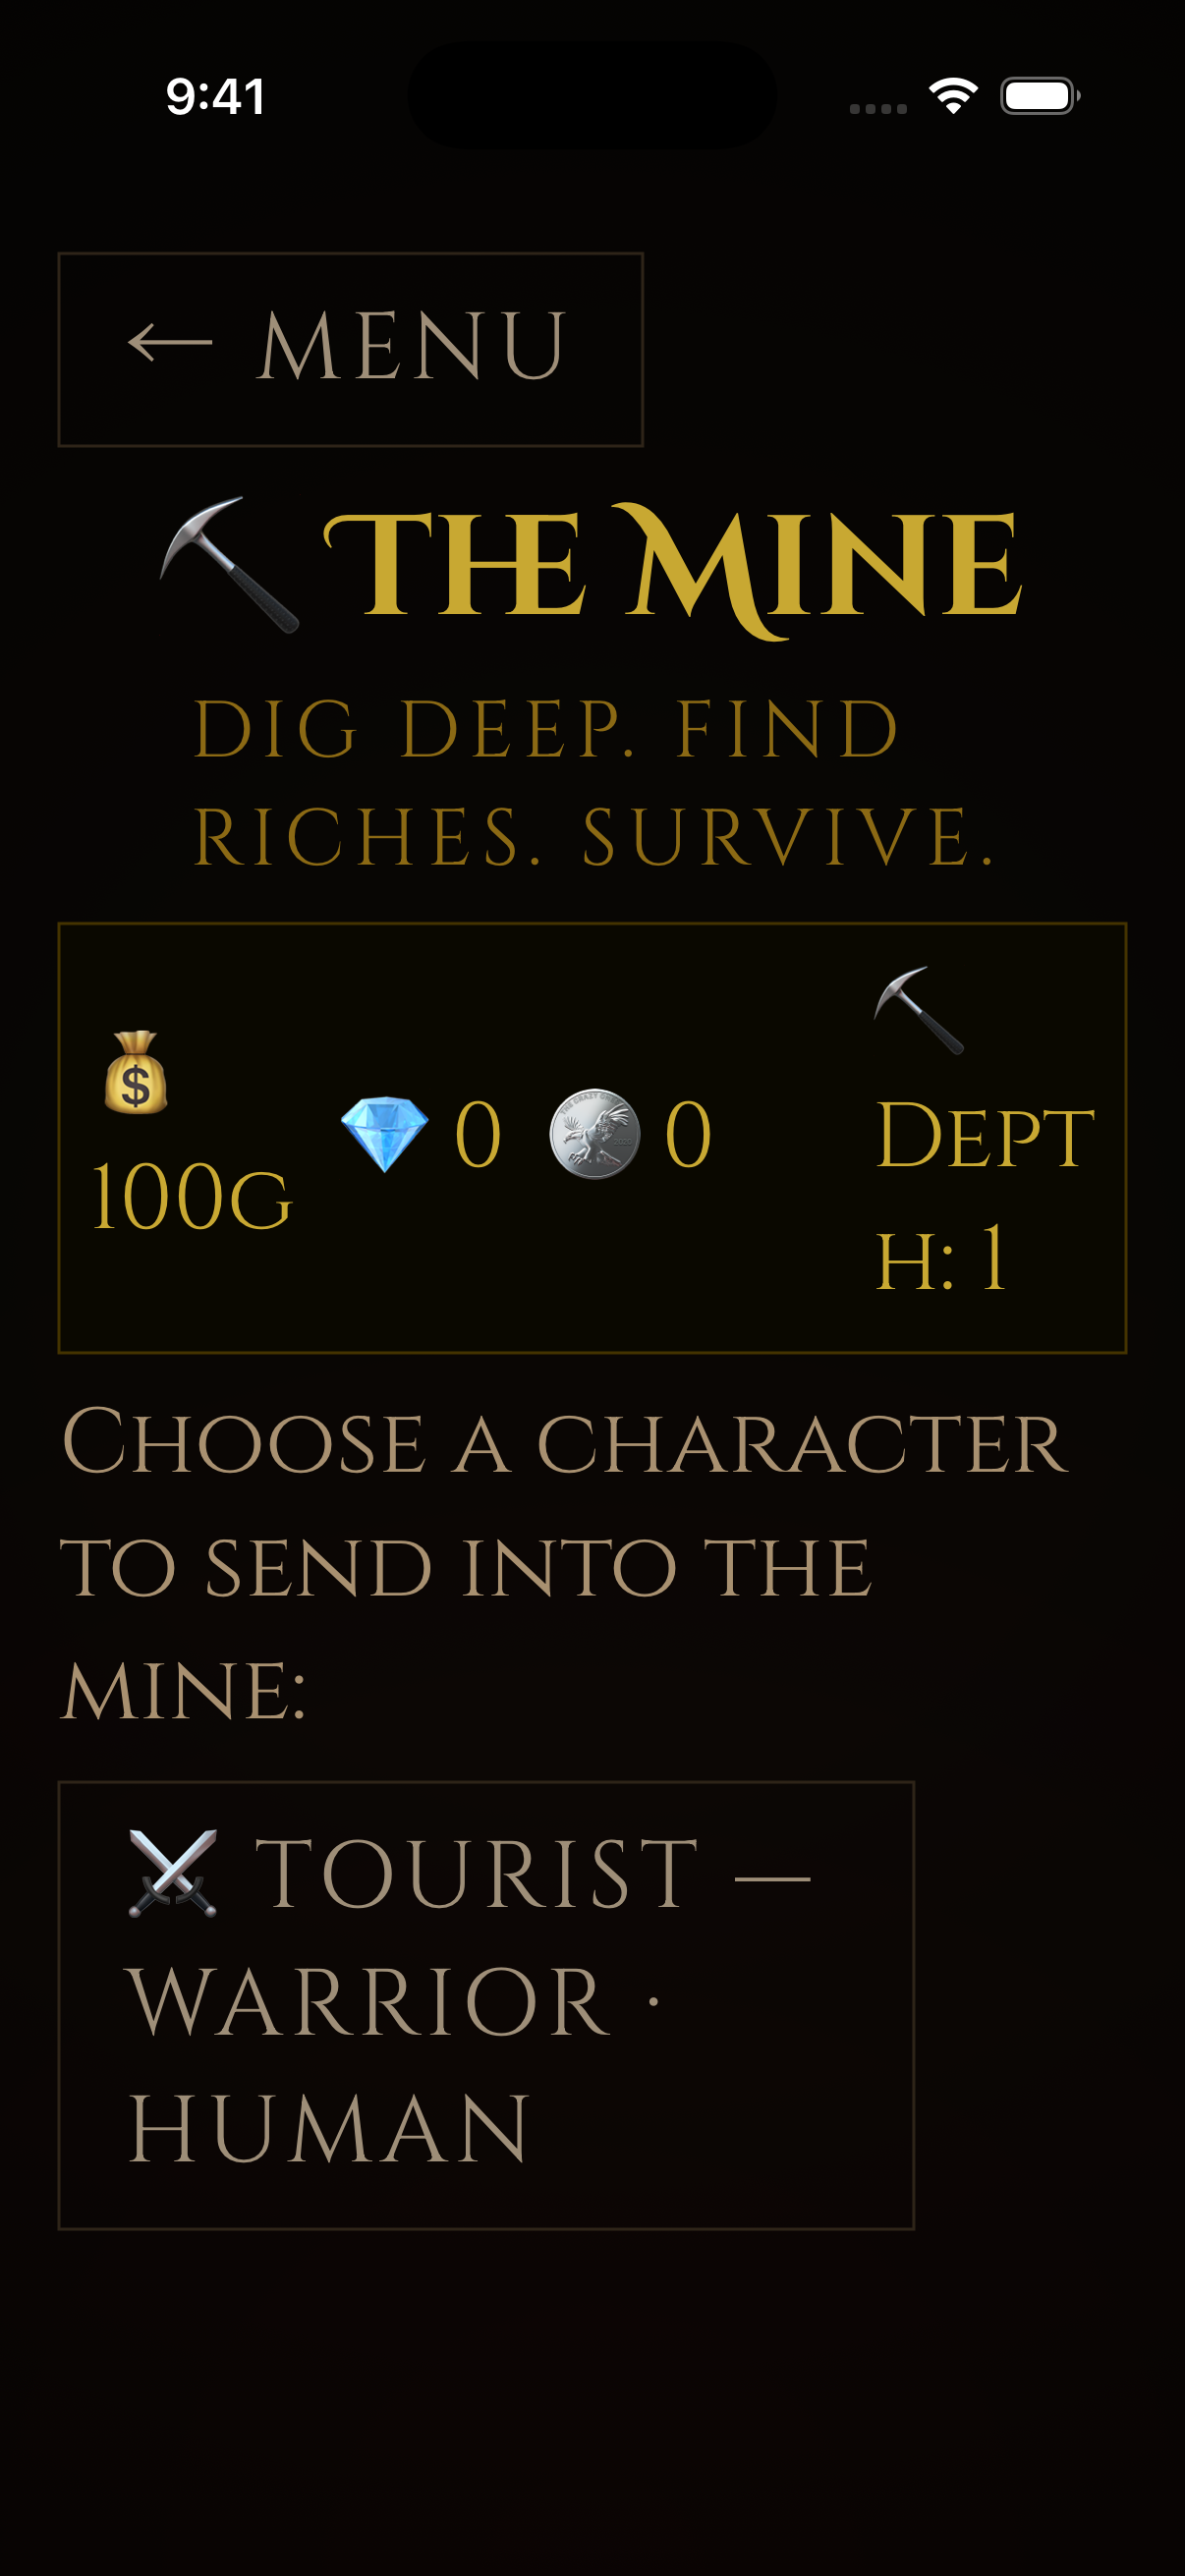 9:41
← MENU
THE MINE
DIG DEEP. FIND
RICHES. SURVIVE.
100G
0
0
DEPT
H: 1
CHOOSE A CHARACTER
TO SEND INTO THE
MINE:
TOURIST —
WARRIOR ·
HUMAN